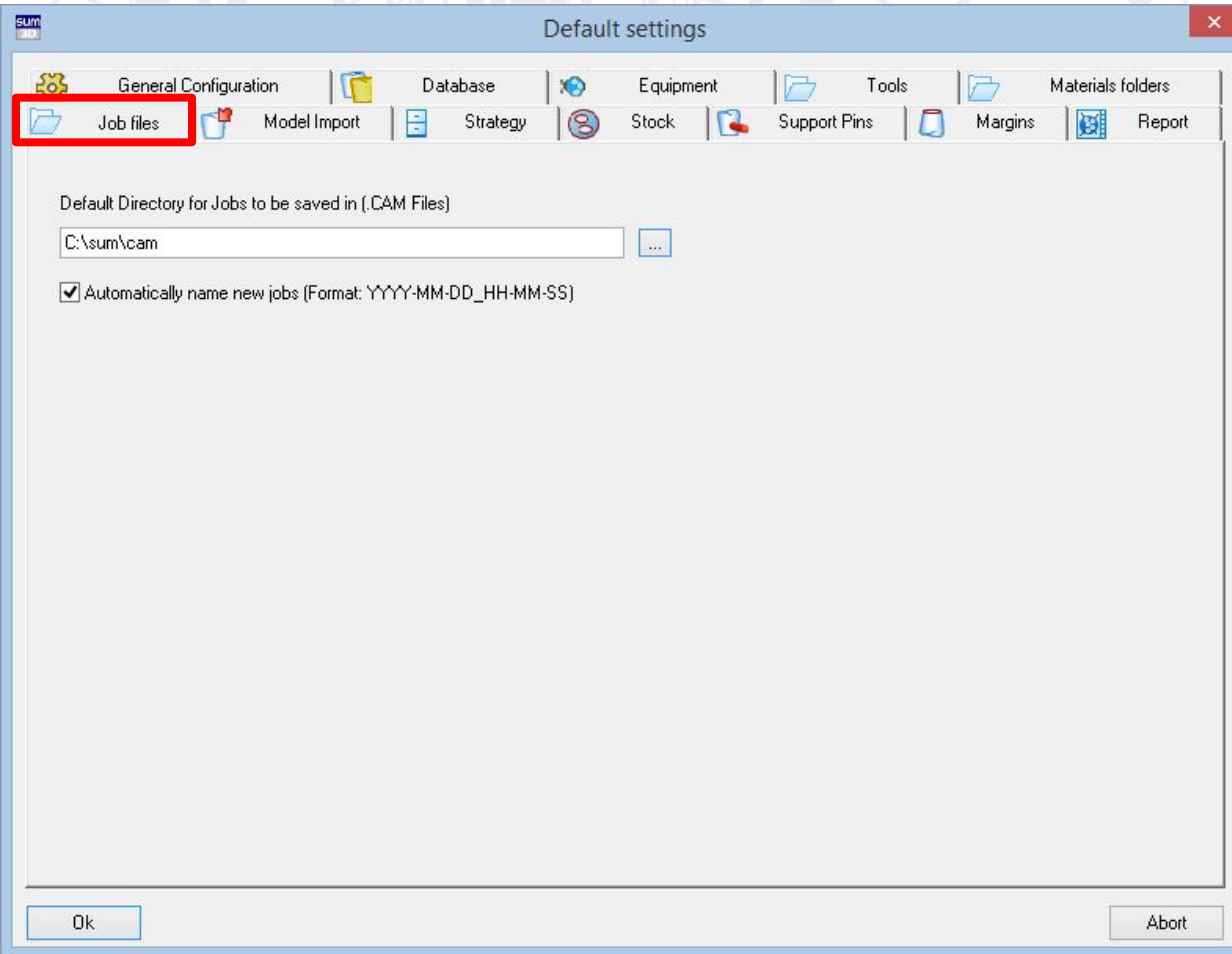 sum
3D
Default settings
General Configuration
Database
Equipment
Tools
Materials folders
Job files
Model Import
Strategy
Stock
Support Pins
Margins
Report
Default Directory for Jobs to be saved in (.CAM Files)
C:\sum\cam
...
Automatically name new jobs (Format: YYYY-MM-DD_HH-MM-SS)
Ok
Abort